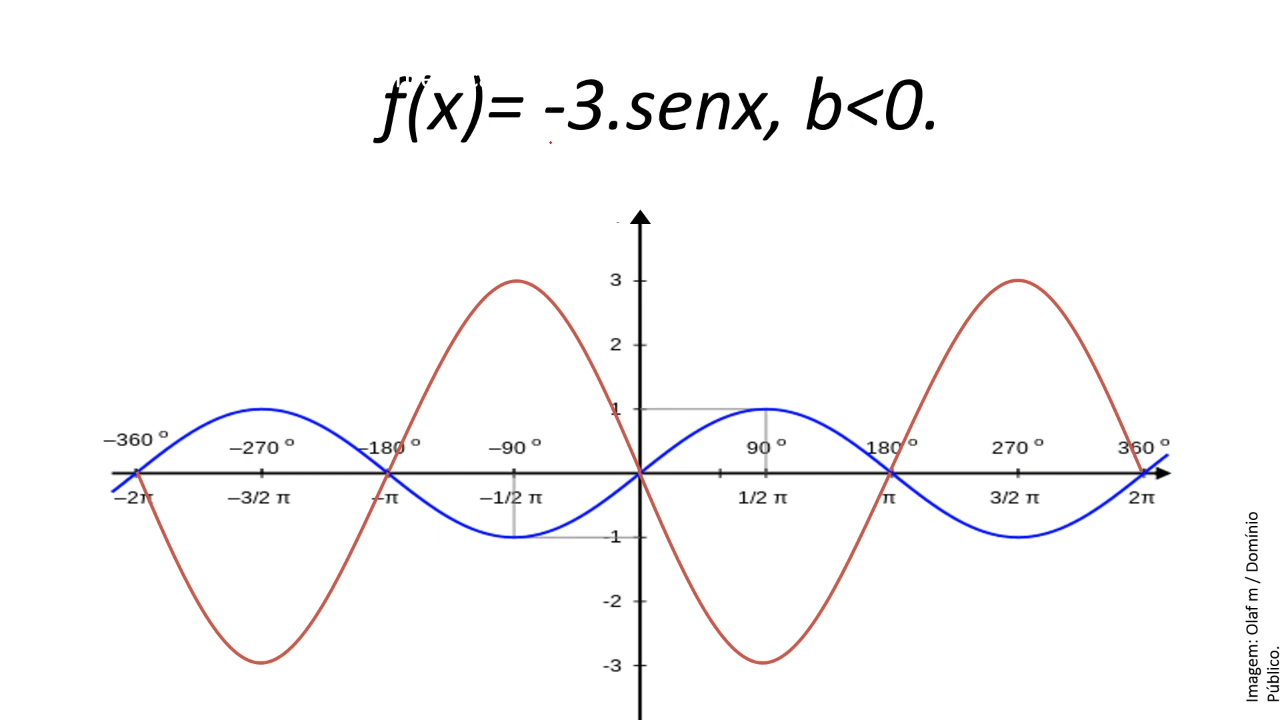 f(x)= -3.senx, b<0.
3
2
1
–360 º –270 º –180 º –90 º 90 º 180 º 270 º 360 º
–2π –3/2 π –π –1/2 π 1/2 π π 3/2 π 2π
-1
-2
-3
Imagem: Olaf m / Domínio
Público.